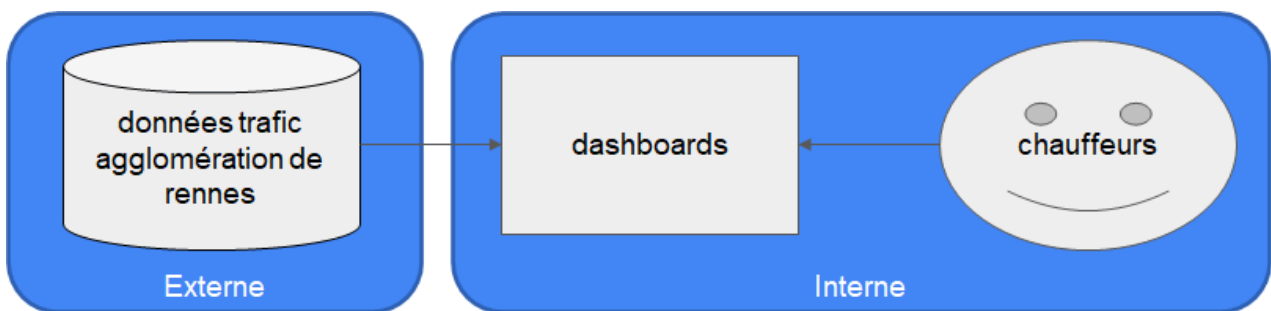 données trafic
agglomération de
rennes
Externe
dashboards
chauffeurs
Interne